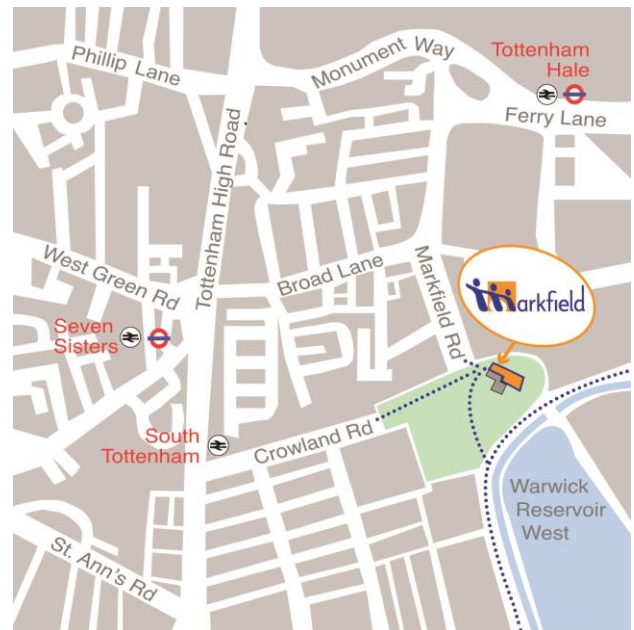 Phillip Lane
Monument Way
Tottenham
Hale
Ferry Lane
Tottenham High Road
West Green Rd
Broad Lane
Markfield Rd
markfield
Seven
Sisters
South
Tottenham
Crowland Rd
Warwick
Reservoir
West
St. Ann's Rd